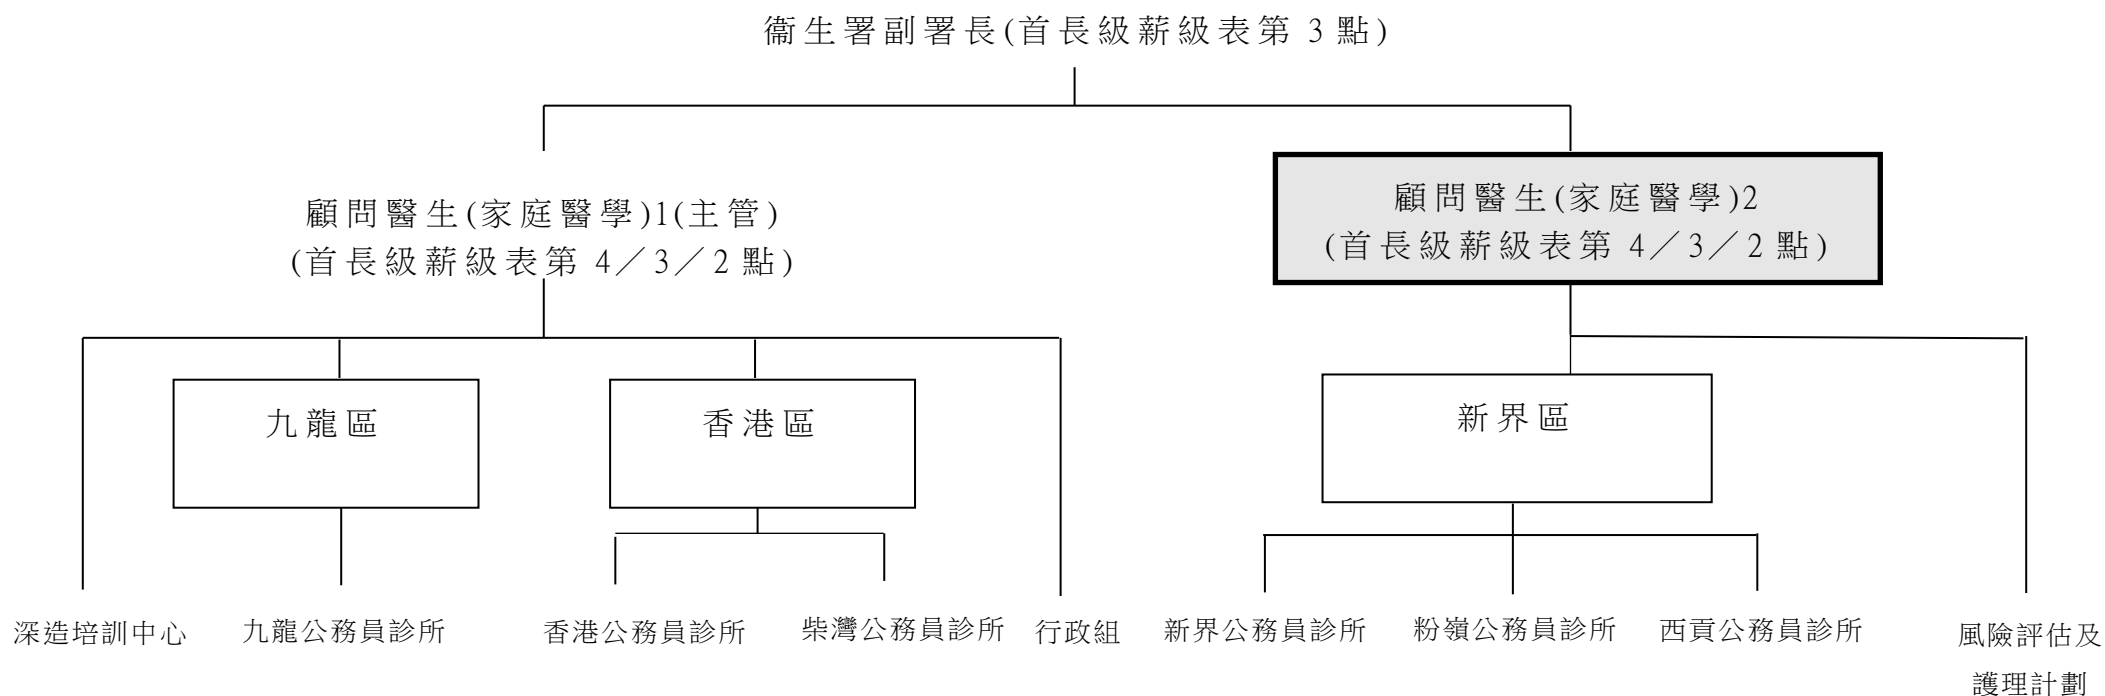 衞生署副署長(首長級薪級表第 3 點)
顧問醫生(家庭醫學)1(主管)
(首長級薪級表第 4／3／2 點)
顧問醫生(家庭醫學)2
(首長級薪級表第 4／3／2 點)
九龍區
香港區
新界區
深造培訓中心
九龍公務員診所
香港公務員診所
柴灣公務員診所
行政組
新界公務員診所
粉嶺公務員診所
西貢公務員診所
風險評估及
護理計劃